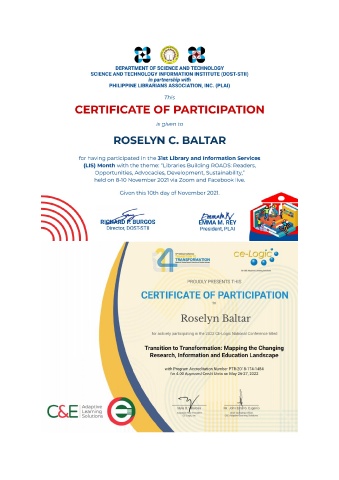 DEPARTMENT OF SCIENCE AND TECHNOLOGY
SCIENCE AND TECHNOLOGY INFORMATION INSTITUTE (DOST-STII)
in partnership with
PHILIPPINE LIBRARIANS ASSOCIATION, INC. (PLAI)
This
CERTIFICATE OF PARTICIPATION
is given to
ROSELYN C. BALTAR
for having participated in the 31st Library and Information Services
(LIS) Month with the theme: "Libraries Building ROADS: Readers,
Opportunities, Advocacies, Development, Sustainability,"
held on 8-10 November 2021 via Zoom and Facebook live.
Given this 10th day of November 2021.
RICHARD P. BURGOS
Director, DOST-STII
EMMA M. REY
President, PLAI
24
TRANSFORMATION
ce-Logic
PROUDLY PRESENTS THIS
CERTIFICATE OF PARTICIPATION
to
Roselyn Baltar
for actively participating in the 2022 CE-Logic Network Conference titled
Transition to Transformation: Mapping the Changing
Research, Information and Education Landscape
with Program Accreditation Number: PTR-2018-174-1464
for 4.00 Approved Credit Units on May 26-27, 2022
C&E
Adaptive
Learning
Solutions